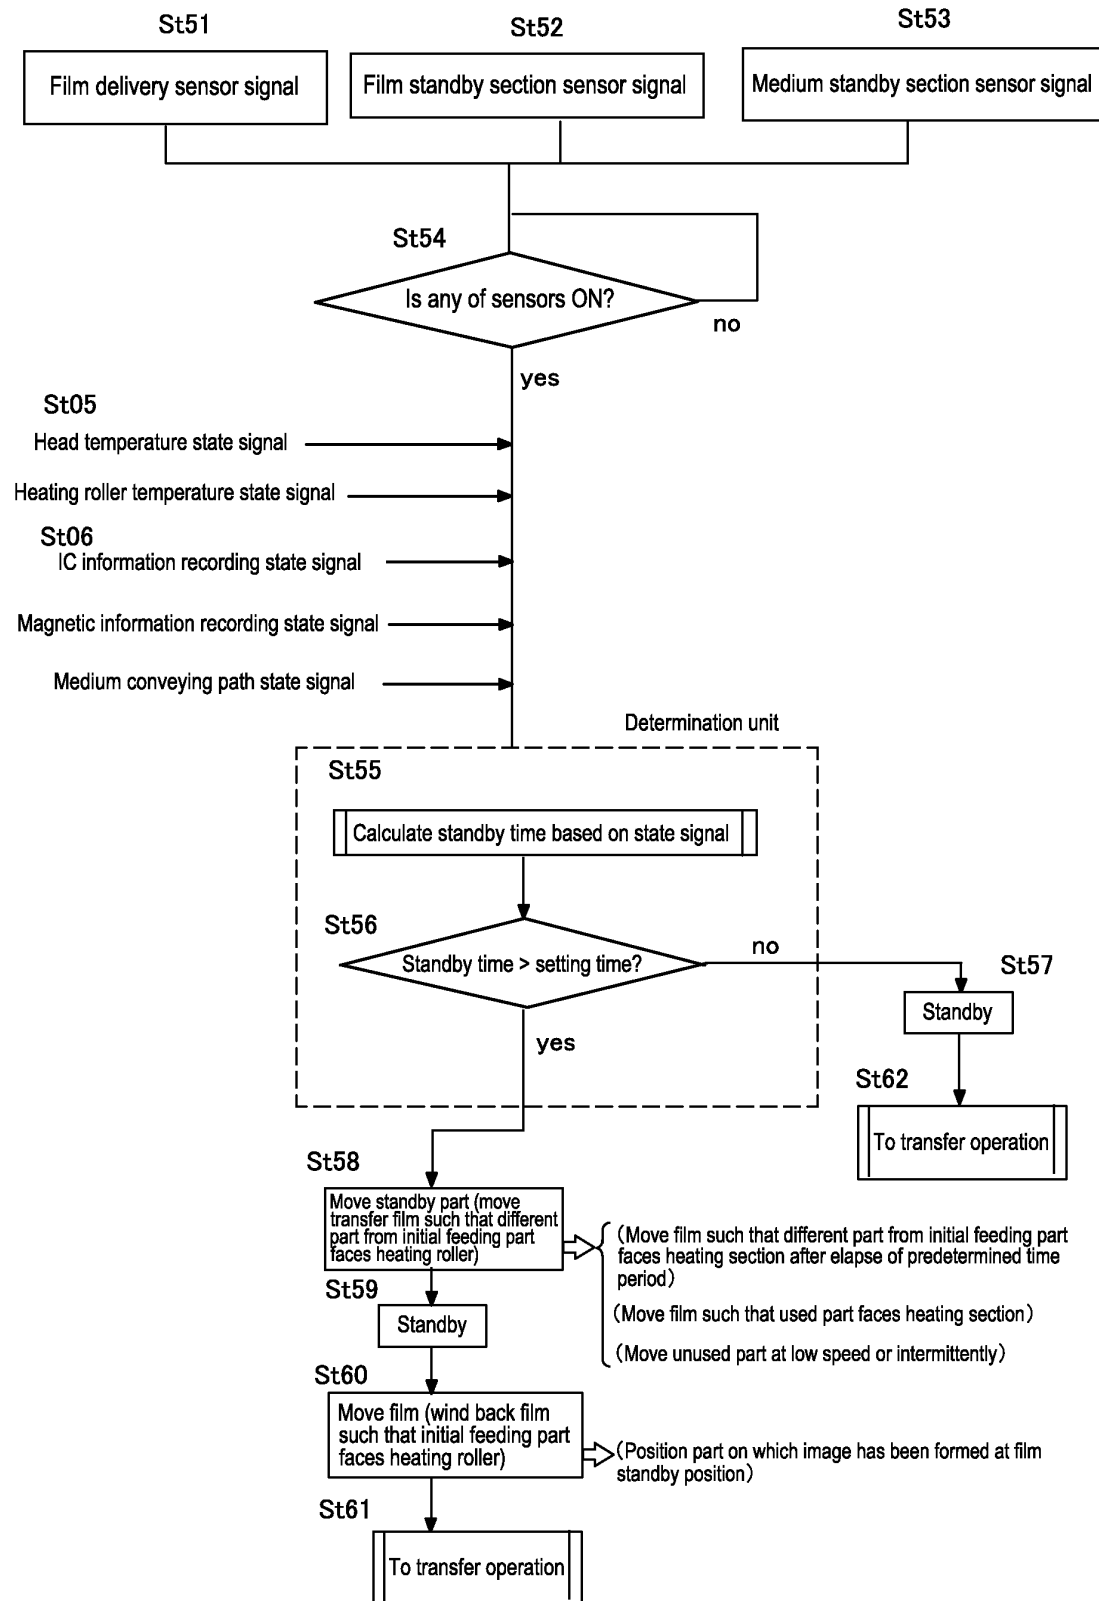 St51
St52
St53
Film delivery sensor signal
Film standby section sensor signal
Medium standby section sensor signal
St54
Is any of sensors ON?
no
yes
St05
Head temperature state signal
Heating roller temperature state signal
St06
IC information recording state signal
Magnetic information recording state signal
Medium conveying path state signal
Determination unit
St55
Calculate standby time based on state signal
St56
Standby time > setting time?
no
yes
St57
Standby
St62
To transfer operation
St58
Move standby part (move
transfer film such that different
part from initial feeding part
faces heating roller)
(Move film such that different part from initial feeding part
faces heating section after elapse of predetermined time
period)
(Move film such that used part faces heating section)
(Move unused part at low speed or intermittently)
St59
Standby
St60
Move film (wind back film
such that initial feeding part
faces heating roller)
(Position part on which image has been formed at film
standby position)
St61
To transfer operation